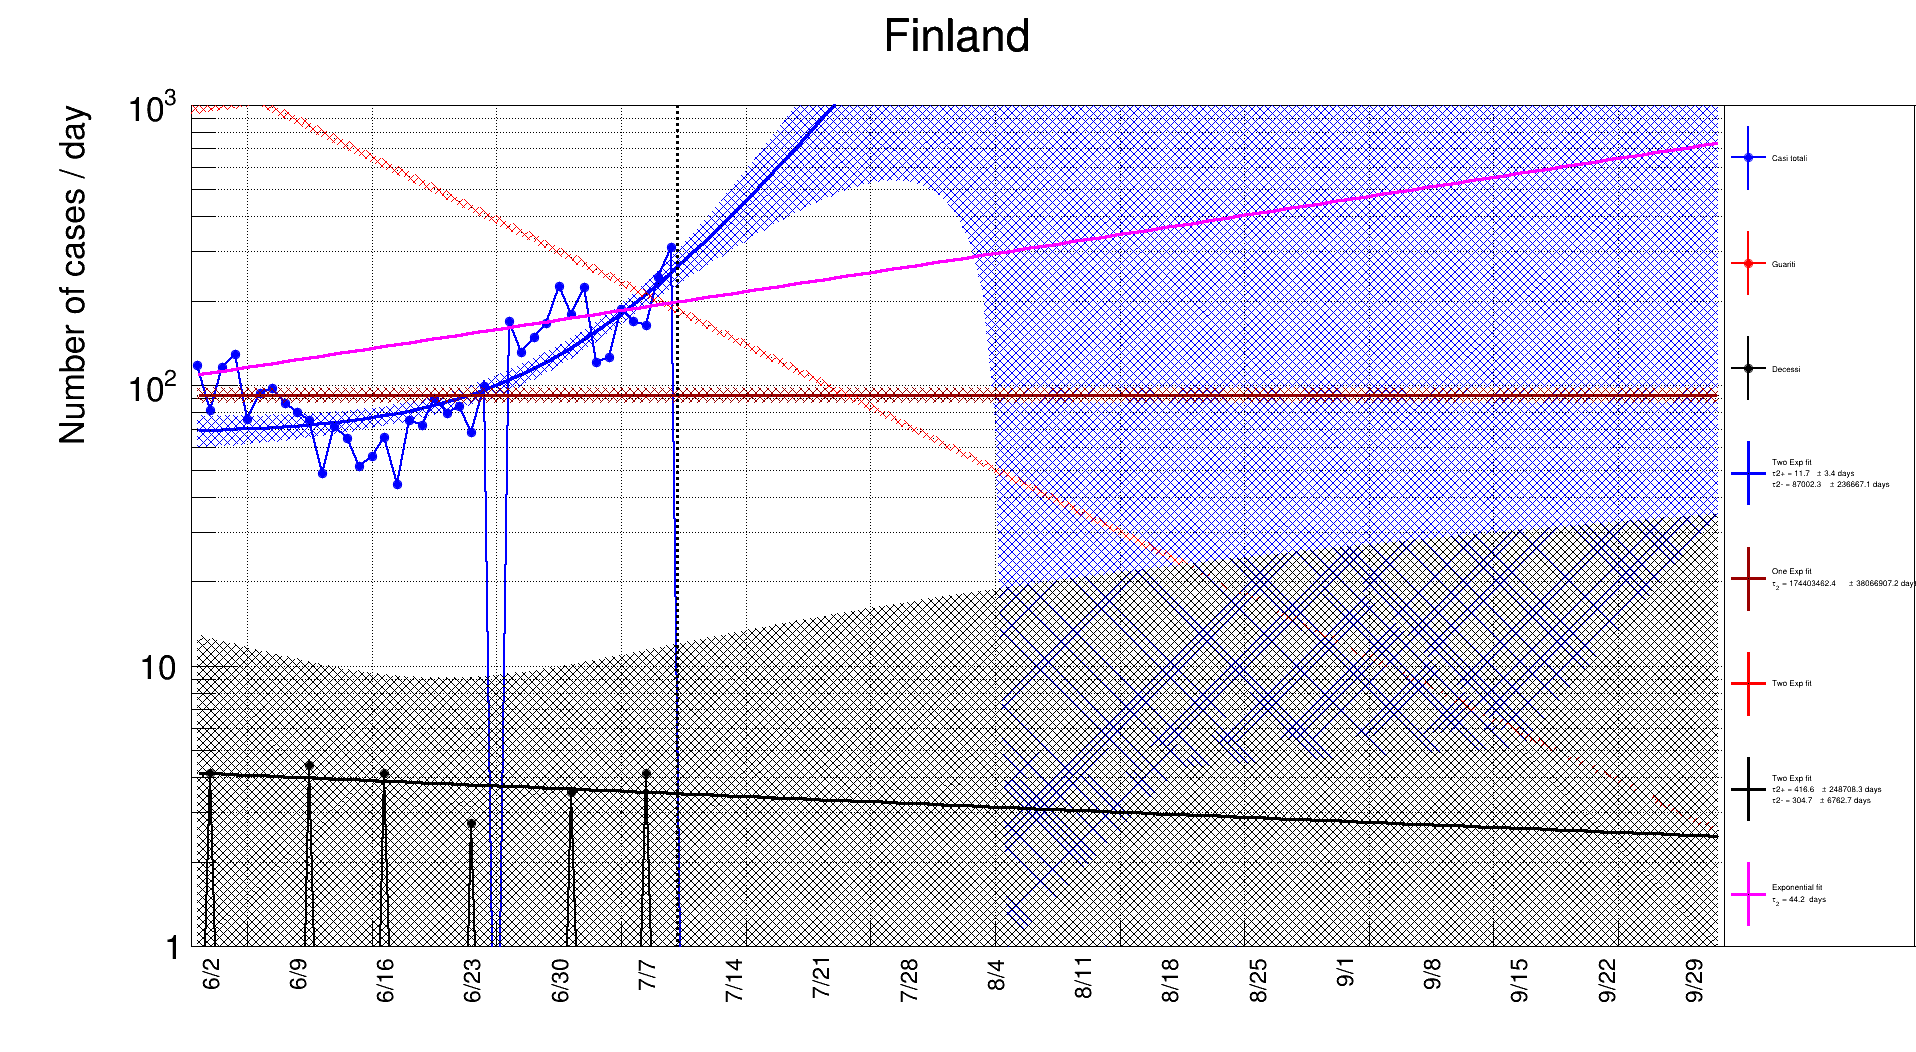 Finland
Number of cases / day
10³
10²
10
1
6/2
6/9
6/16
6/23
6/30
7/7
7/14
7/21
7/28
8/4
8/11
8/18
8/25
9/1
9/8
9/15
9/22
9/29
Casi totali
Guariti
Decessi
Two Exp fit
τ2+ = 11.7 ± 3.4 days
τ2- = 87002.3 ± 236667.1 days
One Exp fit
τ₂ = 174403462.4 ± 38066907.2 day
Two Exp fit
Two Exp fit
τ2+ = 416.6 ± 248708.3 days
τ2- = 304.7 ± 6762.7 days
Exponential fit
τ₂ = 44.2 days